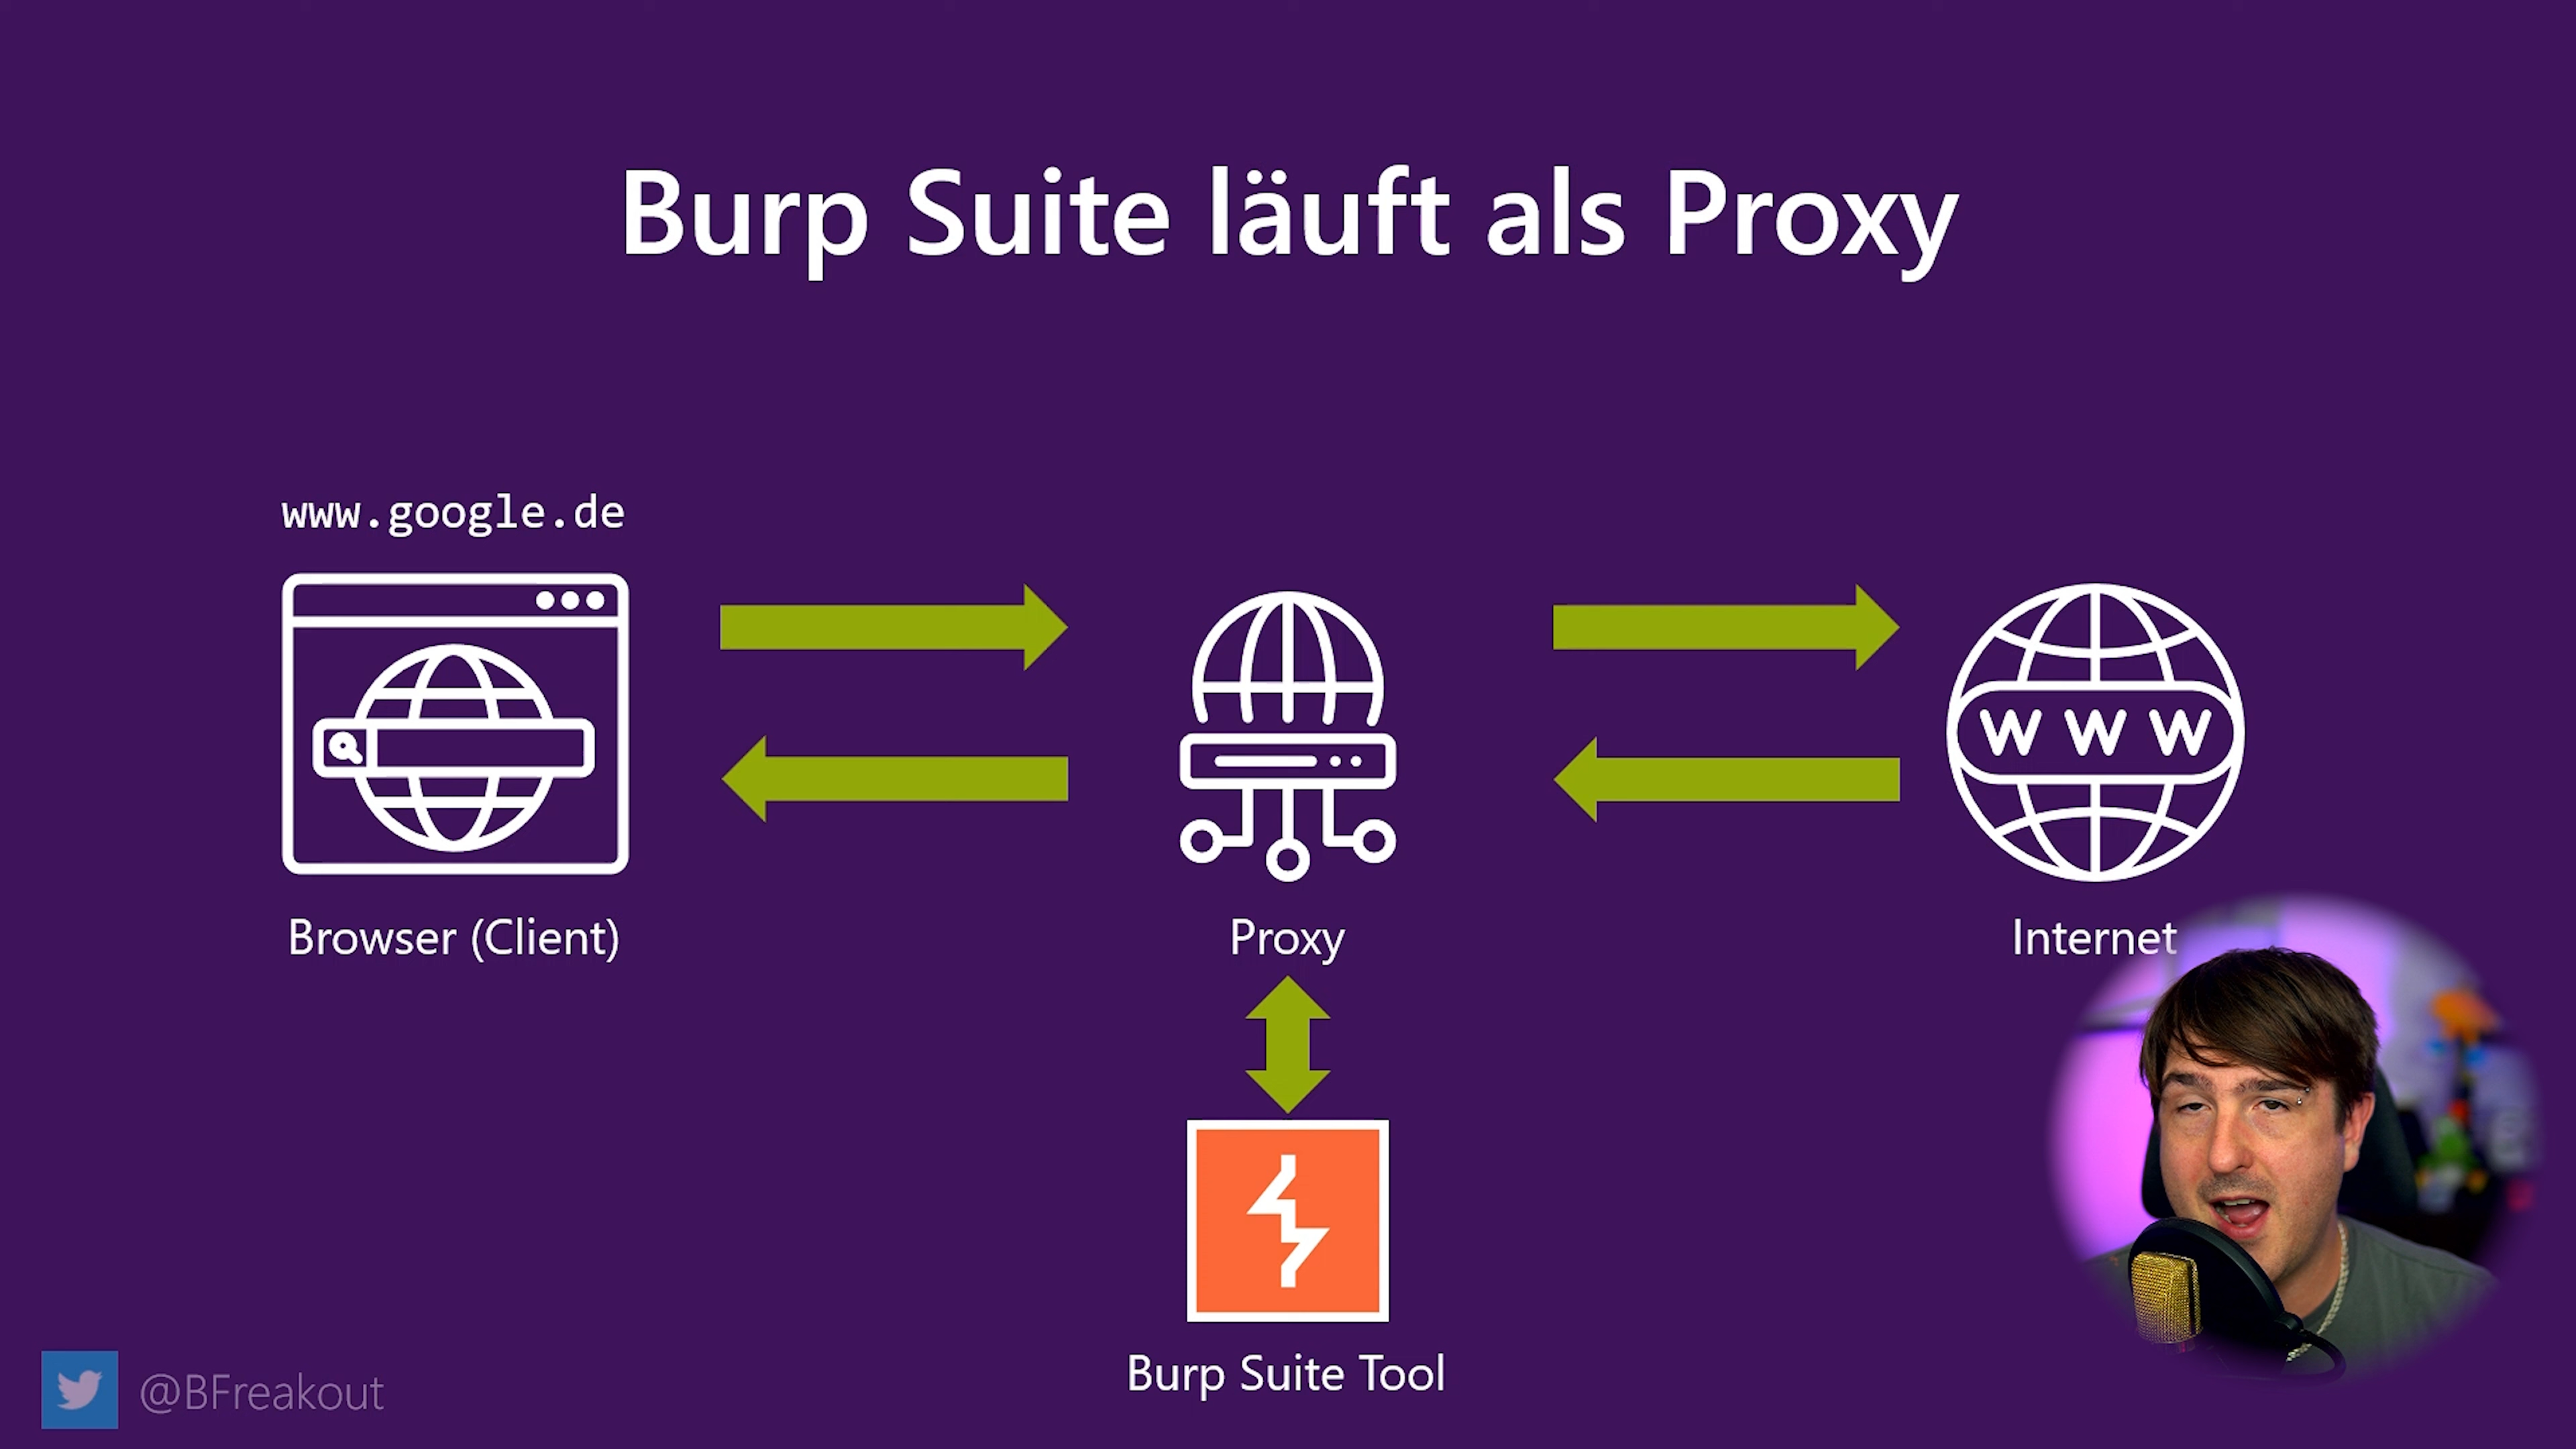 Burp Suite läuft als Proxy
www.google.de
W W W
Browser (Client)
Proxy
Internet
Burp Suite Tool
@BFreakout